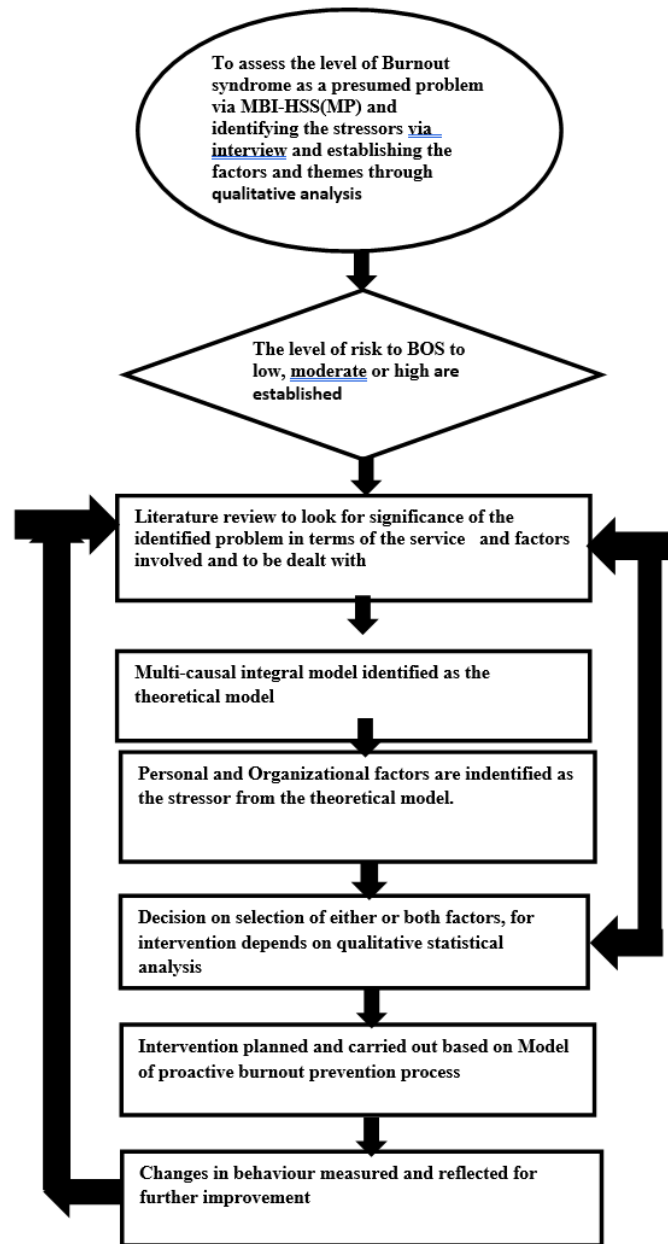 To assess the level of Burnout
syndrome as a presumed problem
via MBI-HSS(MP) and
identifying the stressors via
interview and establishing the
factors and themes through
qualitative analysis
The level of risk to BOS to
low, moderate or high are
established
Literature review to look for significance of the
identified problem in terms of the service and factors
involved and to be dealt with
Multi-causal integral model identified as the
theoretical model
Personal and Organizational factors are indentified as
the stressor from the theoretical model.
Decision on selection of either or both factors, for
intervention depends on qualitative statistical
analysis
Intervention planned and carried out based on Model
of proactive burnout prevention process
Changes in behaviour measured and reflected for
further improvement